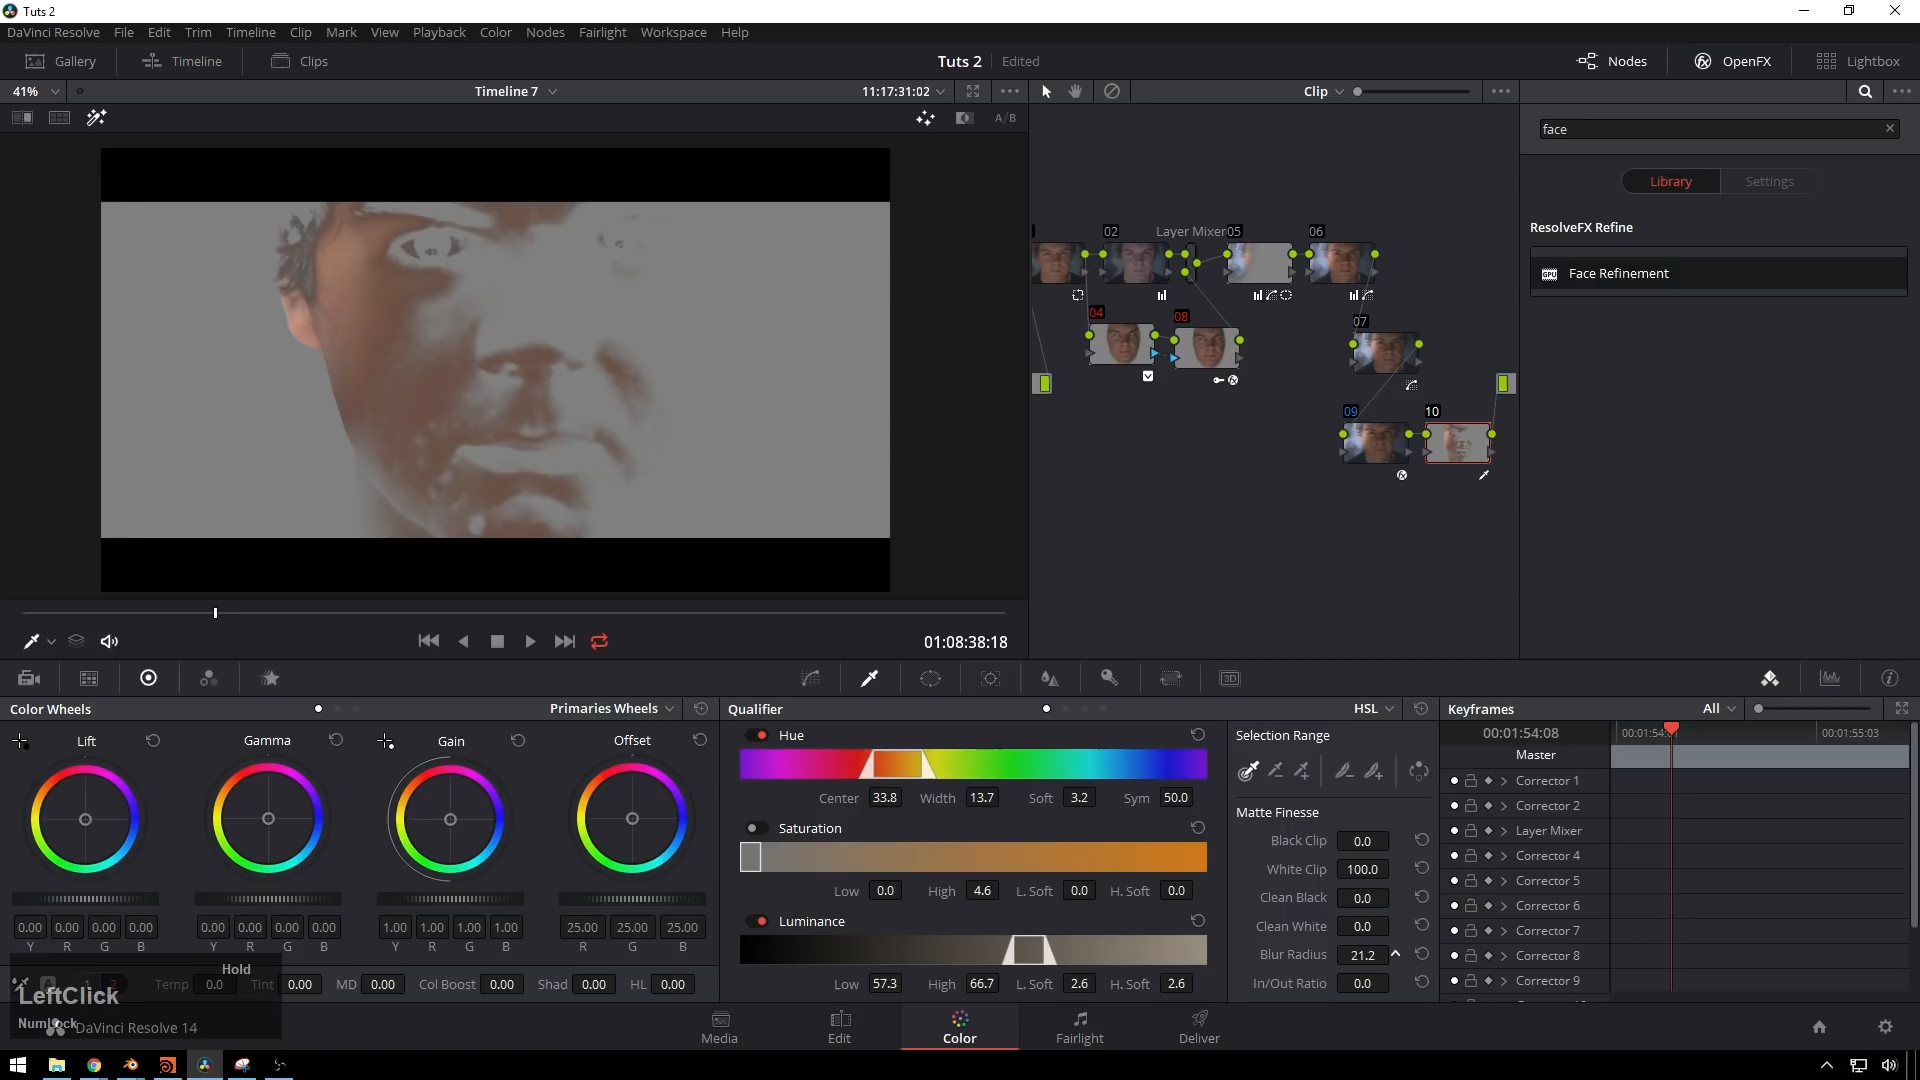 Tuts 2
DaVinci Resolve File Edit Trim Timeline Clip Mark View Playback Color Nodes Fairlight Workspace Help
Gallery Timeline Clips Tuts 2 Edited Nodes OpenFX Lightbox
41% Timeline 7 11:17:31:02 Clip
A/B
face
Library Settings
ResolveFX Refine
Face Refinement
GPU
02 Layer Mixer 05 06
04 08
07
09 10
01:08:38:18
3D
Color Wheels Primaries Wheels Qualifier HSL Keyframes All
Lift Gamma Gain Offset
0.00 0.00 0.00 0.00 0.00 0.00 0.00 0.00 1.00 1.00 1.00 1.00 25.00 25.00 25.00
Y R G B Y R G B Y R G B R G B
Temp 0.0 Tint 0.00 MD 0.00 Col Boost 0.00 Shad 0.00 HL 0.00
Hue
Center 33.8 Width 13.7 Soft 3.2 Sym 50.0
Saturation
Low 0.0 High 4.6 L. Soft 0.0 H. Soft 0.0
Luminance
Low 57.3 High 66.7 L. Soft 2.6 H. Soft 2.6
Selection Range
Matte Finesse
Black Clip 0.0
White Clip 100.0
Clean Black 0.0
Clean White 0.0
Blur Radius 21.2
In/Out Ratio 0.0
00:01:54:08 00:01:55:03
Master
Corrector 1
Corrector 2
Layer Mixer
Corrector 4
Corrector 5
Corrector 6
Corrector 7
Corrector 8
Corrector 9
Hold
LeftClick
NumLock
DaVinci Resolve 14
Media Edit Color Fairlight Deliver